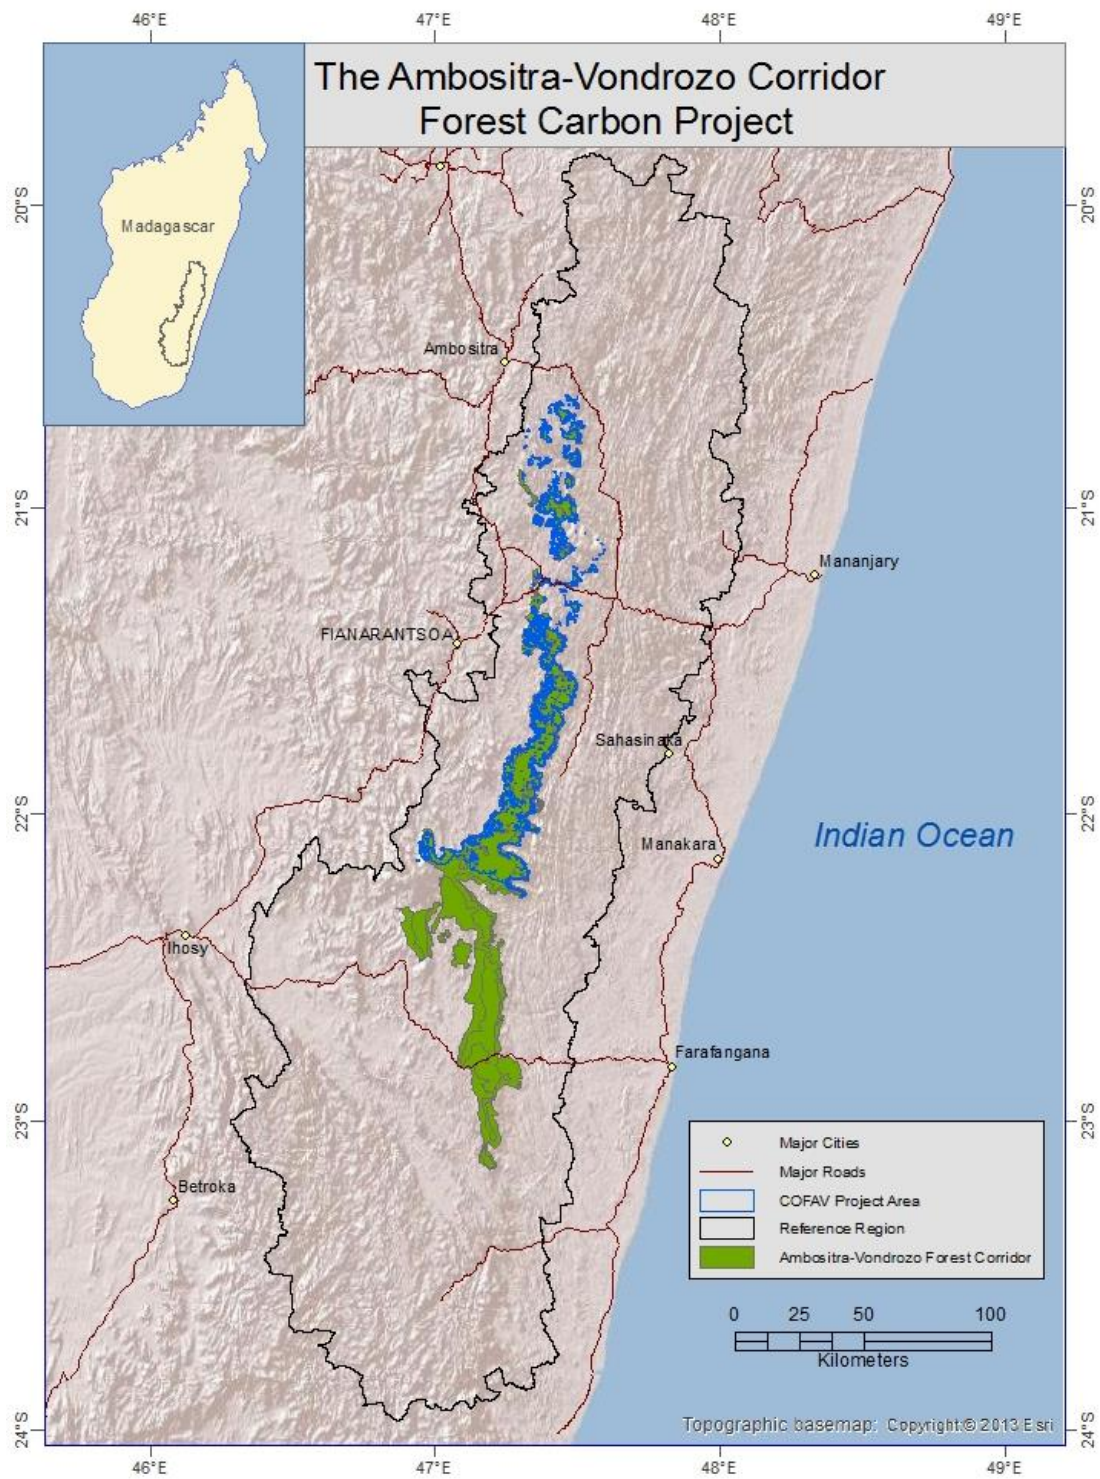 46°E 47°E 48°E 49°E
The Ambositra-Vondrozo Corridor
Forest Carbon Project
Madagascar
20°S 20°S
Ambositra
21°S 21°S
Mananjary
FIANARANTSOA
Sahasinaka
22°S 22°S
Indian Ocean
Manakara
Ihosy
Farafangana
23°S 23°S
Major Cities
Major Roads
Betroka
COFAV Project Area
Reference Region
Ambositra-Vondrozo Forest Corridor
0 25 50 100
Kilometers
Topographic basemap: Copyright:© 2013 Esri
24°S 24°S
46°E 47°E 48°E 49°E